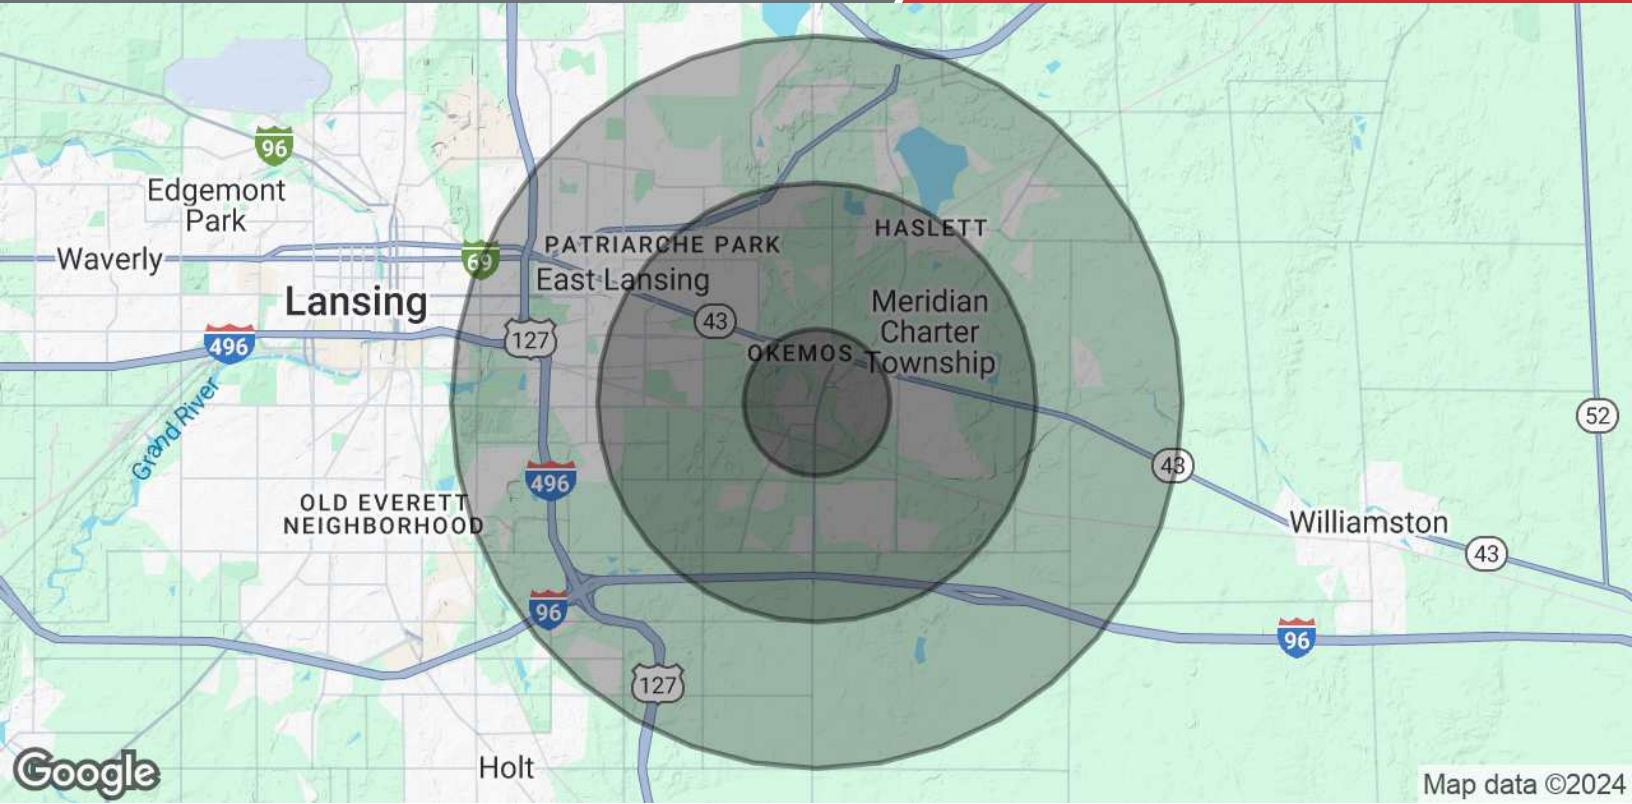 96
Edgemont
Park
HASLETT
PATRIARCHE PARK
Waverly
69
East Lansing
Lansing
Meridian
Charter
Township
43
127
496
OKEMOS
52
Grand River
43
496
OLD EVERETT
NEIGHBORHOOD
Williamston
43
96
96
127
Holt
Google
Map data ©2024